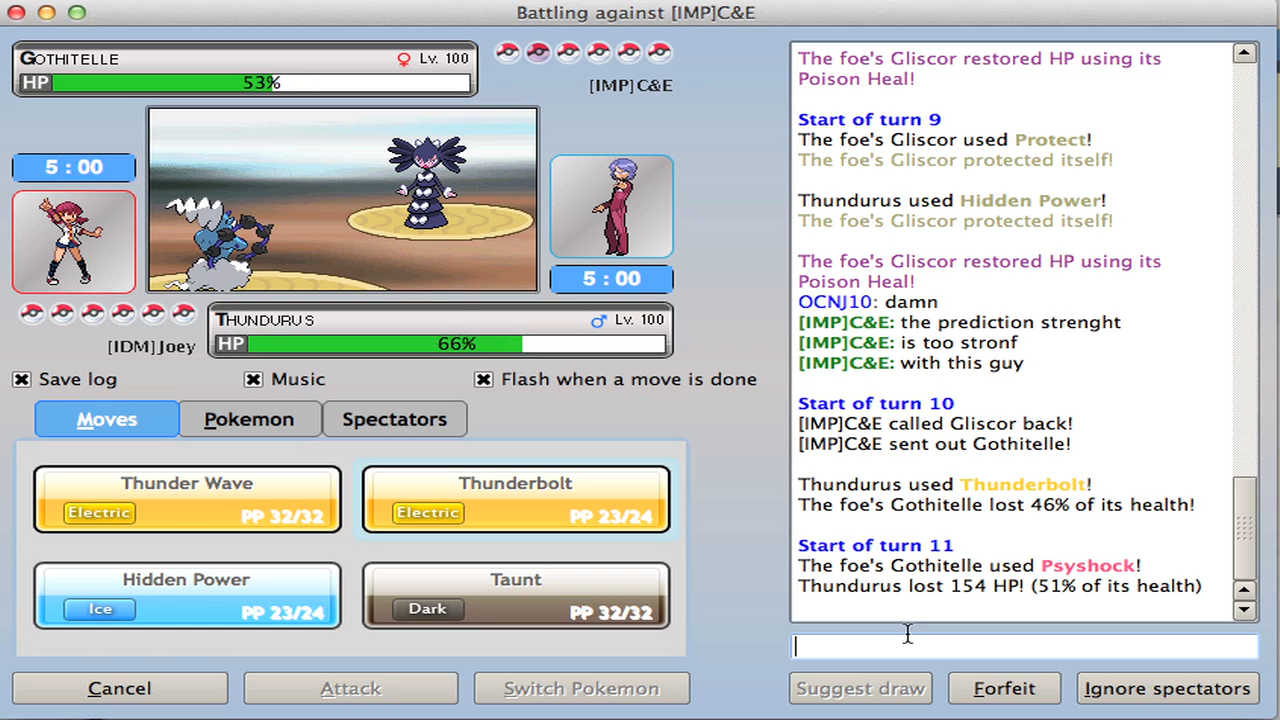 Battling against [IMP]C&E
GOTHITELLE ♀ Lv. 100
HP 53%
[IMP]C&E
5 : 00
5 : 00
[IDM]Joey
THUNDURUS ♂ Lv. 100
HP 66%
Save log
Music
Flash when a move is done
Moves
Pokemon
Spectators
Thunder Wave
Electric PP 32/32
Thunderbolt
Electric PP 23/24
Hidden Power
Ice PP 23/24
Taunt
Dark PP 32/32
Cancel
Attack
Switch Pokemon
The foe's Gliscor restored HP using its
Poison Heal!
Start of turn 9
The foe's Gliscor used Protect!
The foe's Gliscor protected itself!
Thundurus used Hidden Power!
The foe's Gliscor protected itself!
The foe's Gliscor restored HP using its
Poison Heal!
OCNJ10: damn
[IMP]C&E: the prediction strenght
[IMP]C&E: is too stronf
[IMP]C&E: with this guy
Start of turn 10
[IMP]C&E called Gliscor back!
[IMP]C&E sent out Gothitelle!
Thundurus used Thunderbolt!
The foe's Gothitelle lost 46% of its health!
Start of turn 11
The foe's Gothitelle used Psyshock!
Thundurus lost 154 HP! (51% of its health)
Suggest draw
Forfeit
Ignore spectators